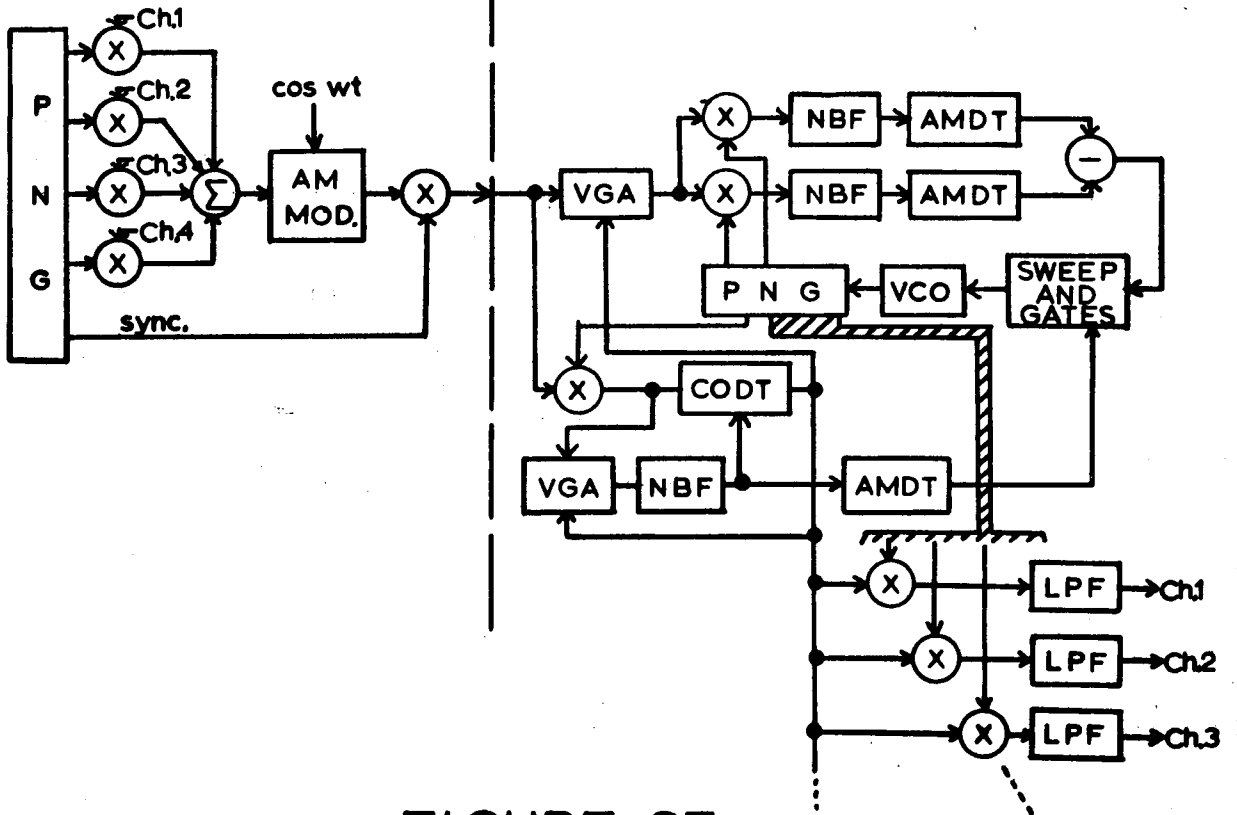 Ch.1
Ch.2
Ch.3
Ch.4
P
N
G
X
X
X
X
Σ
cos wt
AM
MOD.
X
sync.
VGA
X
NBF
AMDT
X
NBF
AMDT
−
P N G
VCO
SWEEP
AND
GATES
X
CODT
VGA
NBF
AMDT
X
LPF
Ch.1
X
LPF
Ch.2
X
LPF
Ch.3